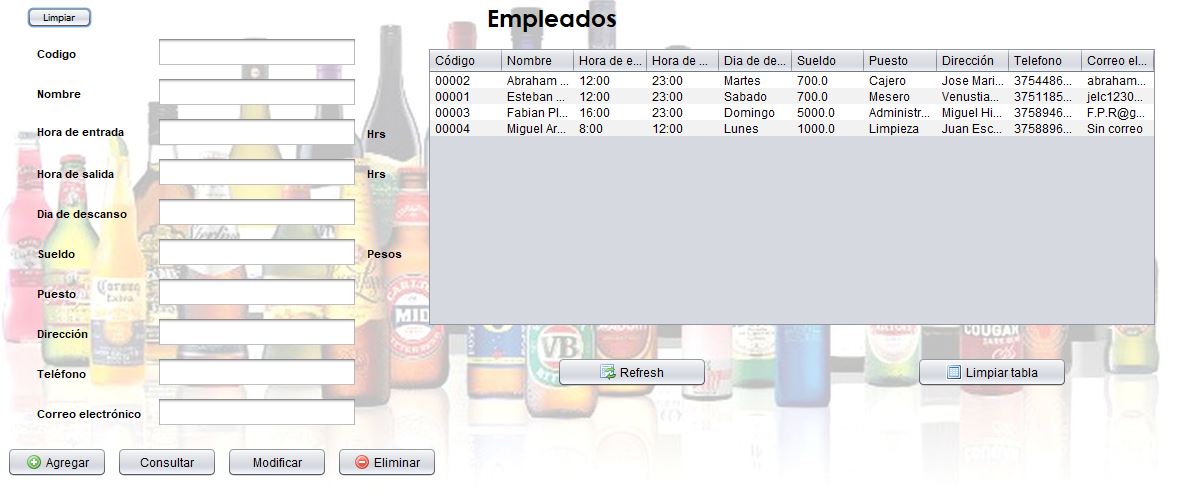 Limpiar
Empleados
Codigo
Nombre
Hora de entrada
Hrs
Hora de salida
Hrs
Dia de descanso
Sueldo
Pesos
Puesto
Dirección
Teléfono
Correo electrónico
Agregar Consultar Modificar Eliminar
Código Nombre Hora de e... Hora de ... Dia de de... Sueldo Puesto Dirección Telefono Correo el...
00002 Abraham ... 12:00 23:00 Martes 700.0 Cajero Jose Mari... 3754486... abraham...
00001 Esteban ... 12:00 23:00 Sabado 700.0 Mesero Venustia... 3751185... jelc1230...
00003 Fabian Pl... 16:00 23:00 Domingo 5000.0 Administr... Miguel Hi... 3758946... F.P.R@g...
00004 Miguel Ar... 8:00 12:00 Lunes 1000.0 Limpieza Juan Esc... 3758896... Sin correo
Refresh Limpiar tabla
Corona
Extra
VB
COUGAR